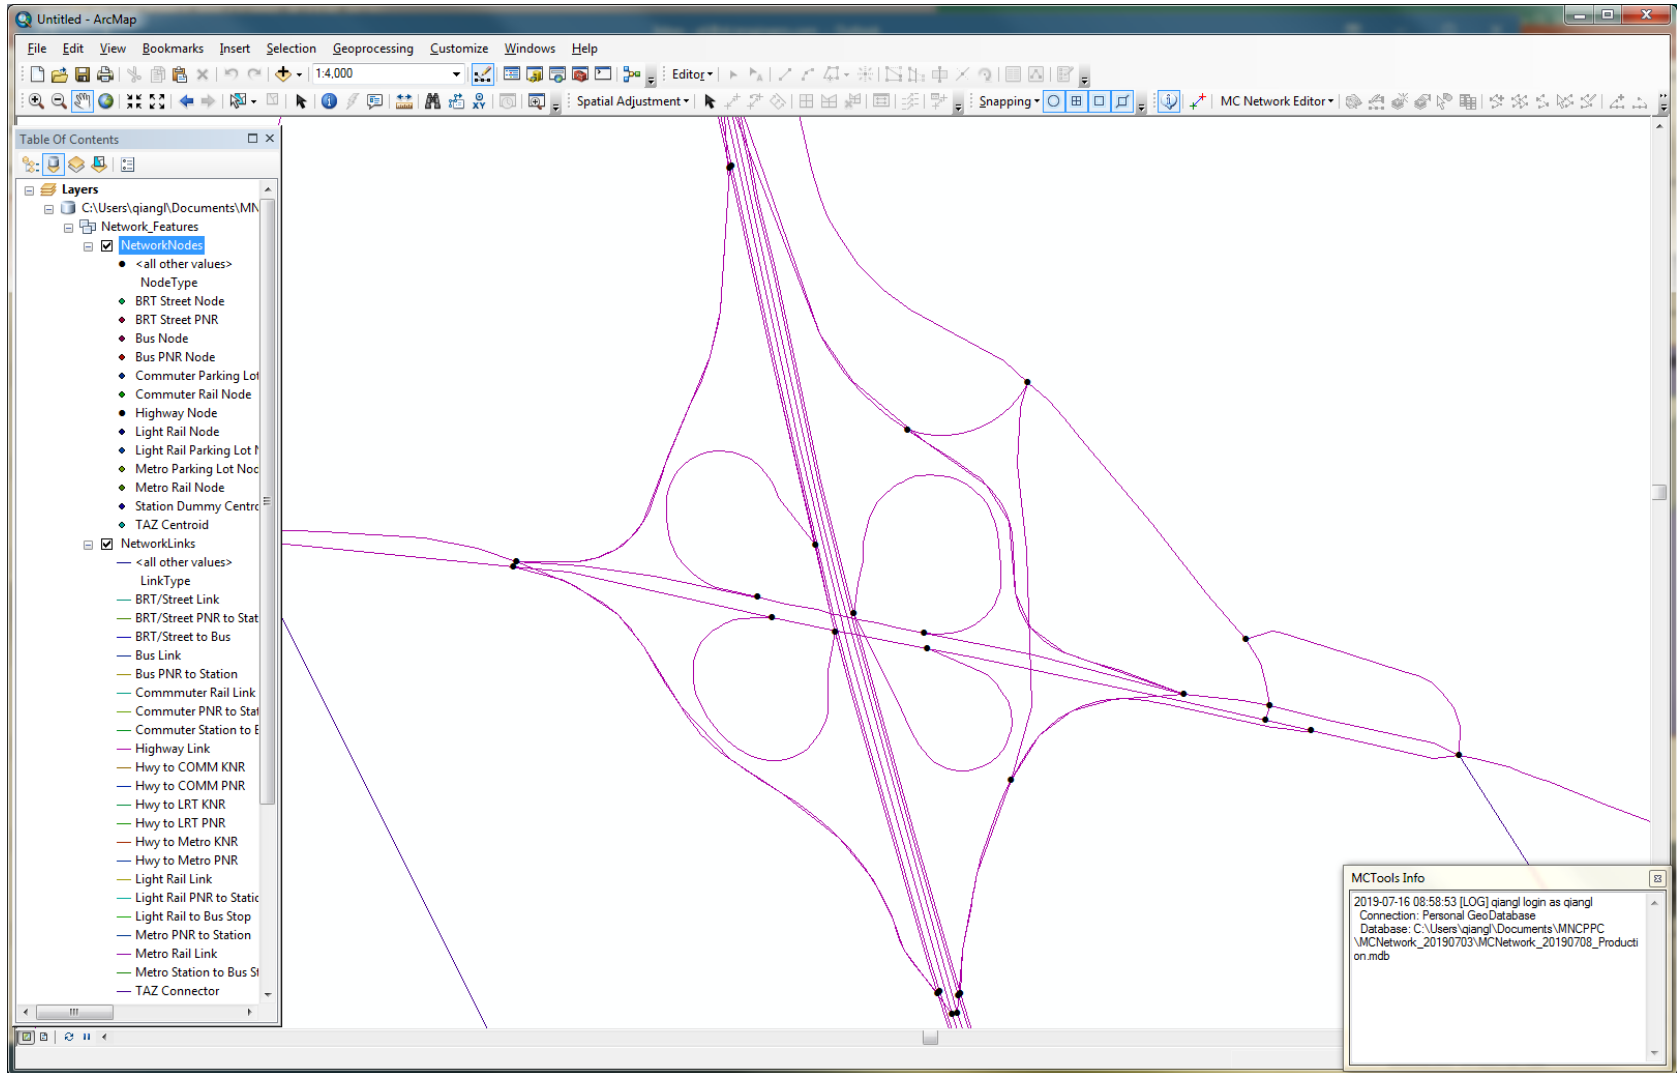 Untitled - ArcMap
File Edit View Bookmarks Insert Selection Geoprocessing Customize Windows Help
1:4,000
Editor
Spatial Adjustment
Snapping
MC Network Editor
Table Of Contents
Layers
C:\Users\qiangl\Documents\MN
Network_Features
NetworkNodes
<all other values>
NodeType
BRT Street Node
BRT Street PNR
Bus Node
Bus PNR Node
Commuter Parking Lot
Commuter Rail Node
Highway Node
Light Rail Node
Light Rail Parking Lot
Metro Parking Lot Noc
Metro Rail Node
Station Dummy Centrc
TAZ Centroid
NetworkLinks
<all other values>
LinkType
BRT/Street Link
BRT/Street PNR to Stat
BRT/Street to Bus
Bus Link
Bus PNR to Station
Commmuter Rail Link
Commuter PNR to Stat
Commuter Station to E
Highway Link
Hwy to COMM KNR
Hwy to COMM PNR
Hwy to LRT KNR
Hwy to LRT PNR
Hwy to Metro KNR
Hwy to Metro PNR
Light Rail Link
Light Rail PNR to Static
Light Rail to Bus Stop
Metro PNR to Station
Metro Rail Link
Metro Station to Bus St
TAZ Connector
MCTools Info
2019-07-16 08:58:53 [LOG] qiangl login as qiangl
Connection: Personal GeoDatabase
Database: C:\Users\qiangl\Documents\MNCPPC
\MCNetwork_20190703\MCNetwork_20190708_Producti
on.mdb